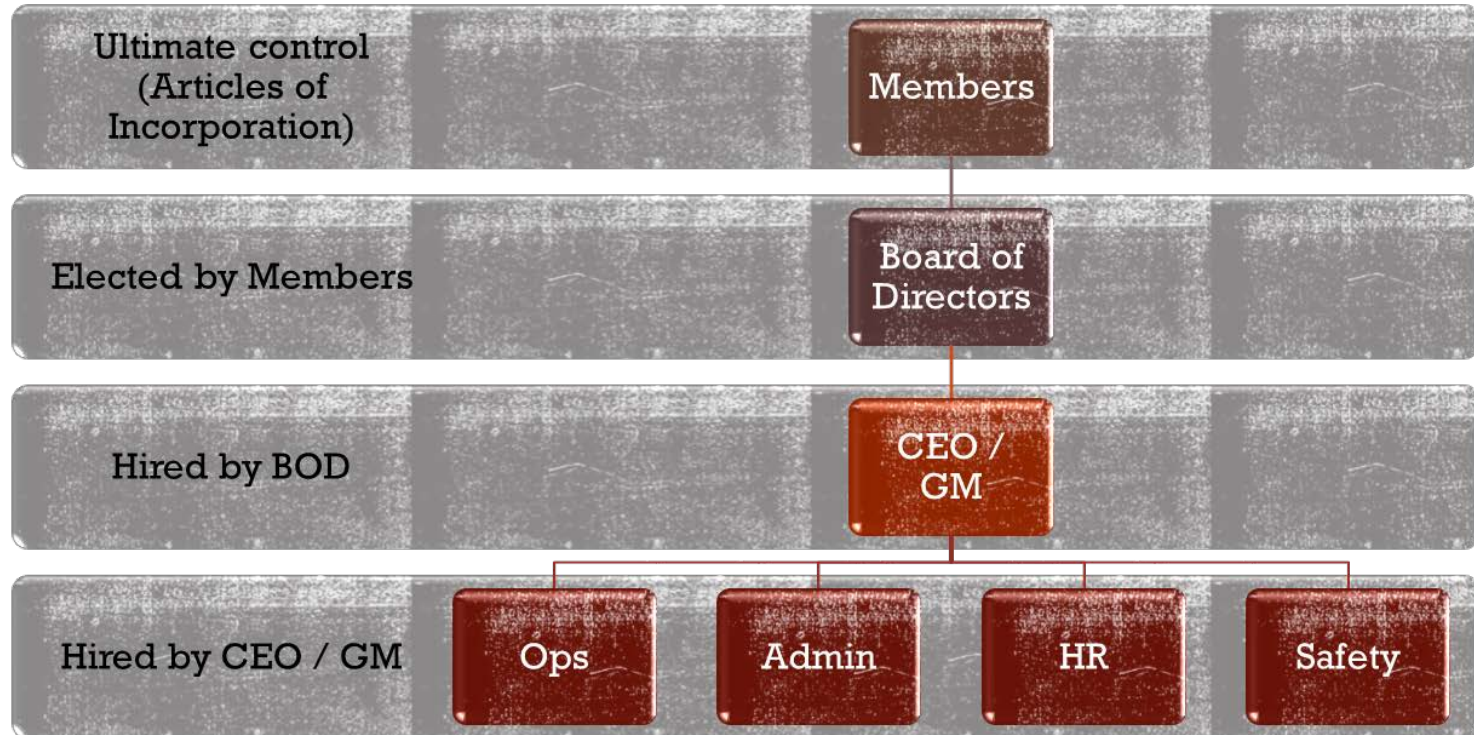 Ultimate control
(Articles of
Incorporation)
Members
Elected by Members
Board of
Directors
Hired by BOD
CEO /
GM
Hired by CEO / GM
Ops
Admin
HR
Safety